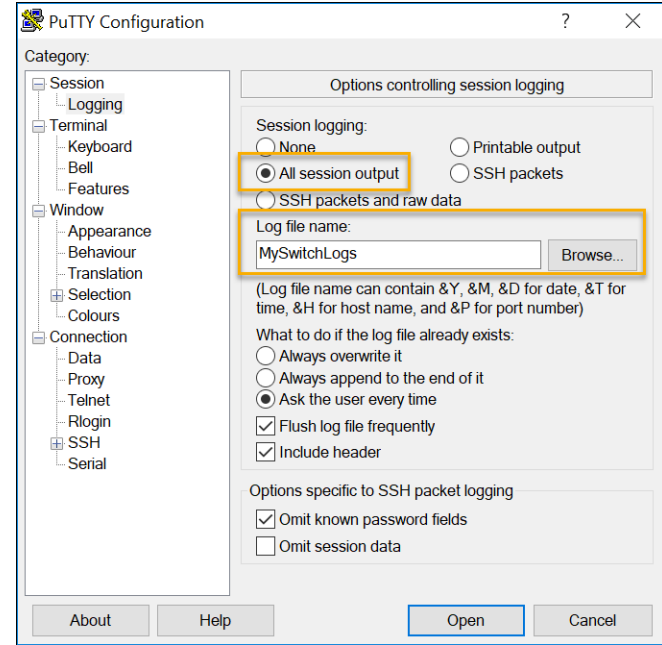 PuTTY Configuration
?
Category:
Session
Logging
Terminal
Keyboard
Bell
Features
Window
Appearance
Behaviour
Translation
Selection
Colours
Connection
Data
Proxy
Telnet
Rlogin
SSH
Serial
Options controlling session logging
Session logging:
None
Printable output
All session output
SSH packets
SSH packets and raw data
Log file name:
MySwitchLogs
Browse...
(Log file name can contain &Y, &M, &D for date, &T for
time, &H for host name, and &P for port number)
What to do if the log file already exists:
Always overwrite it
Always append to the end of it
Ask the user every time
Flush log file frequently
Include header
Options specific to SSH packet logging
Omit known password fields
Omit session data
About
Help
Open
Cancel